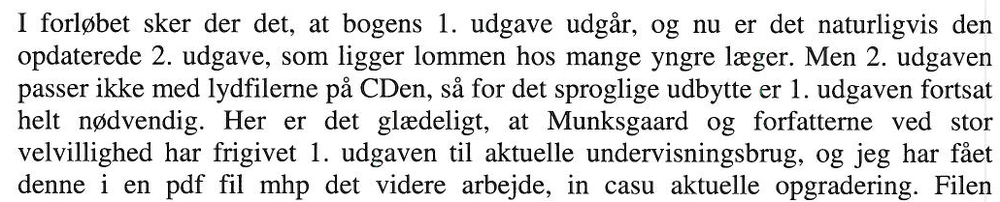 I forløbet sker der det, at bogens 1. udgave udgår, og nu er det naturligvis den
opdaterede 2. udgave, som ligger lommen hos mange yngre læger. Men 2. udgaven
passer ikke med lydfilerne på CDen, så for det sproglige udbytte er 1. udgaven fortsat
helt nødvendig. Her er det glædeligt, at Munksgaard og forfatterne ved stor
velvillighed har frigivet 1. udgaven til aktuelle undervisningsbrug, og jeg har fået
denne i en pdf fil mhp det videre arbejde, in casu aktuelle opgradering. Filen